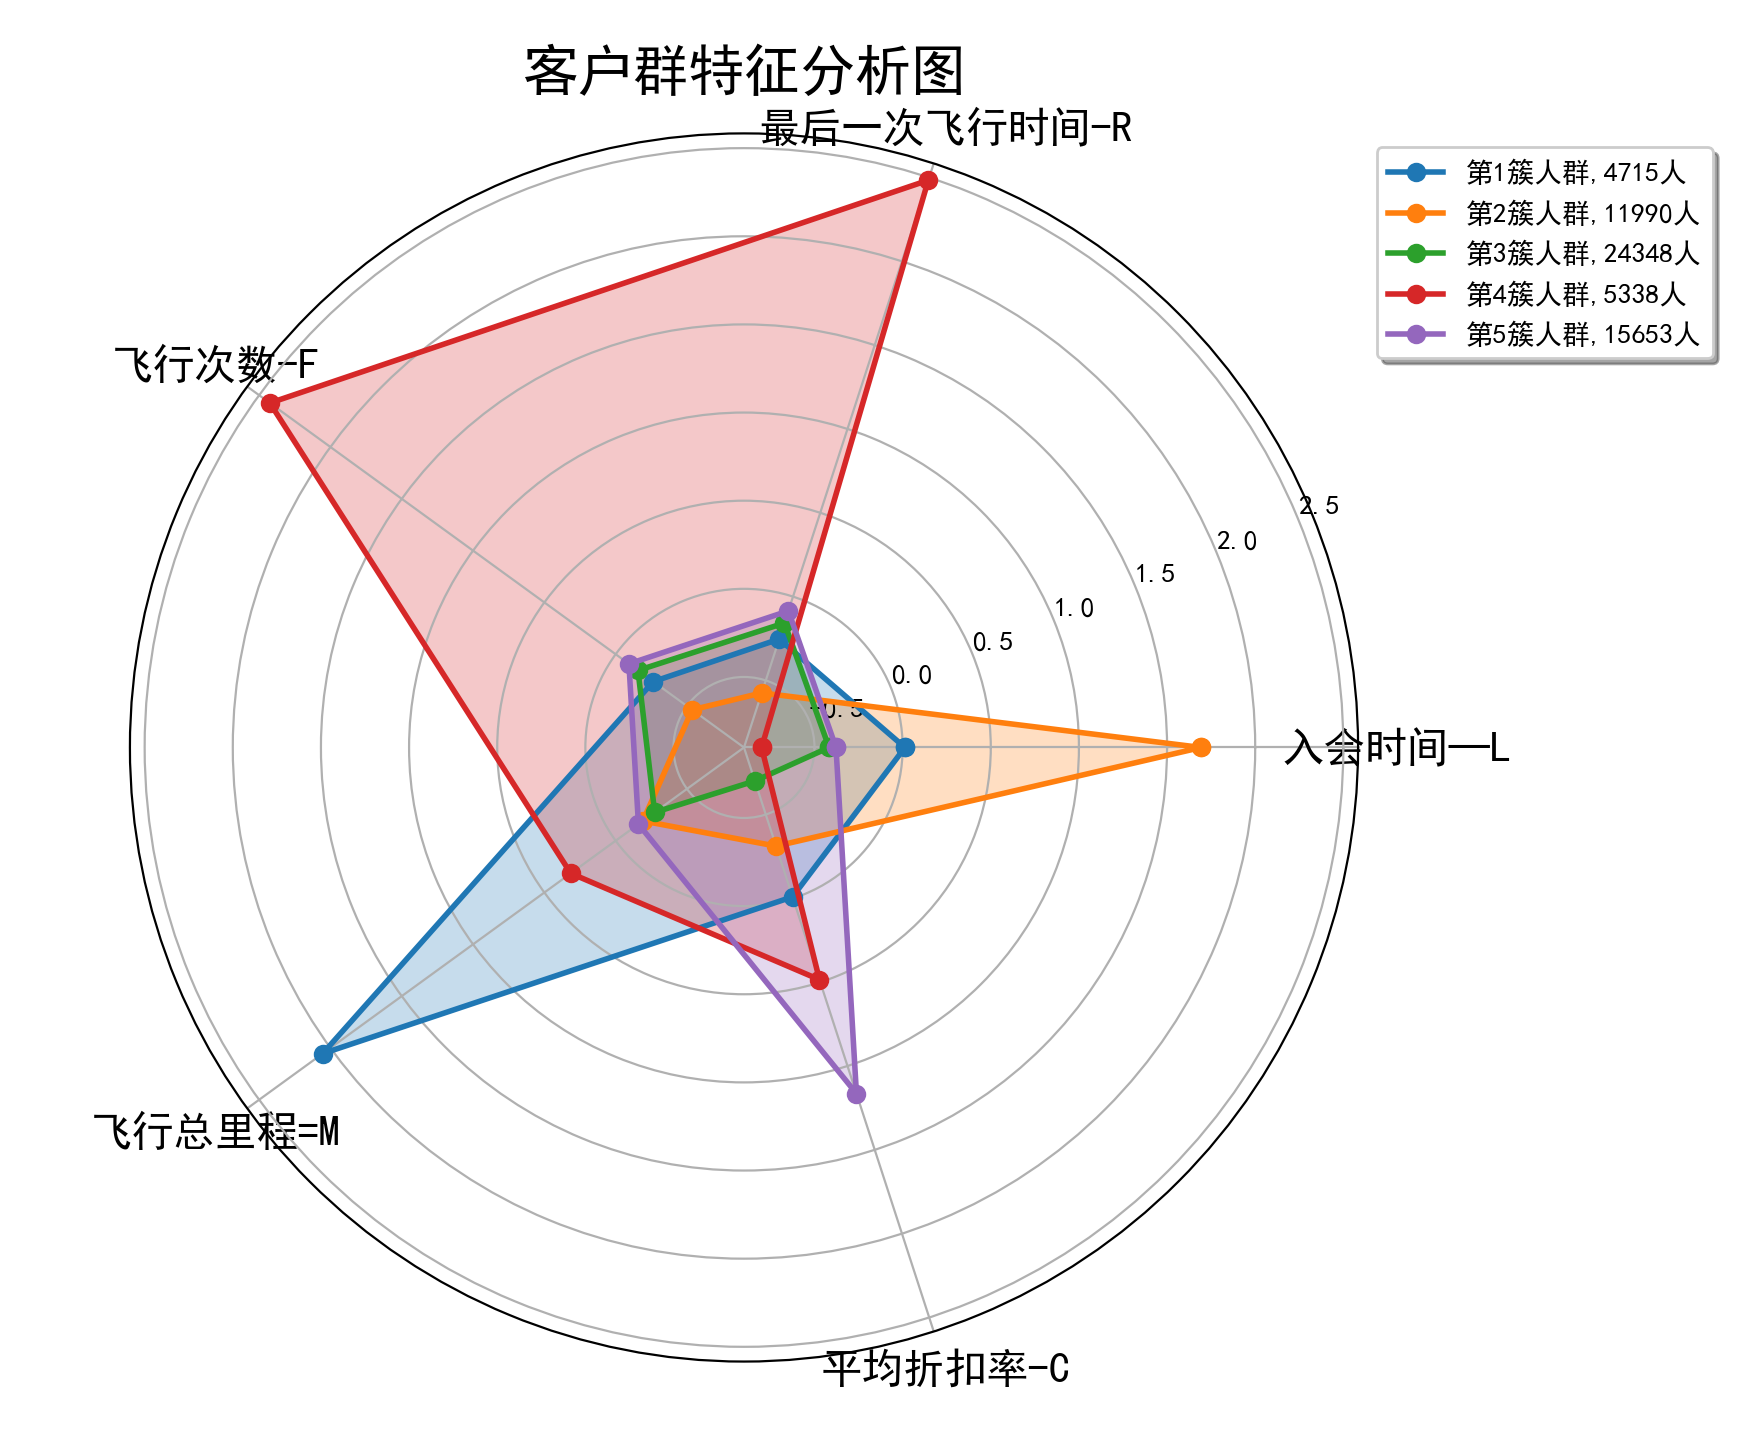 客户群特征分析图
最后一次飞行时间-R
第1簇人群,4715人
第2簇人群,11990人
第3簇人群,24348人
第4簇人群,5338人
第5簇人群,15653人
飞行次数-F
2.5
2.0
1.5
1.0
0.5
0.0
-0.5
入会时间——L
飞行总里程=M
平均折扣率-C